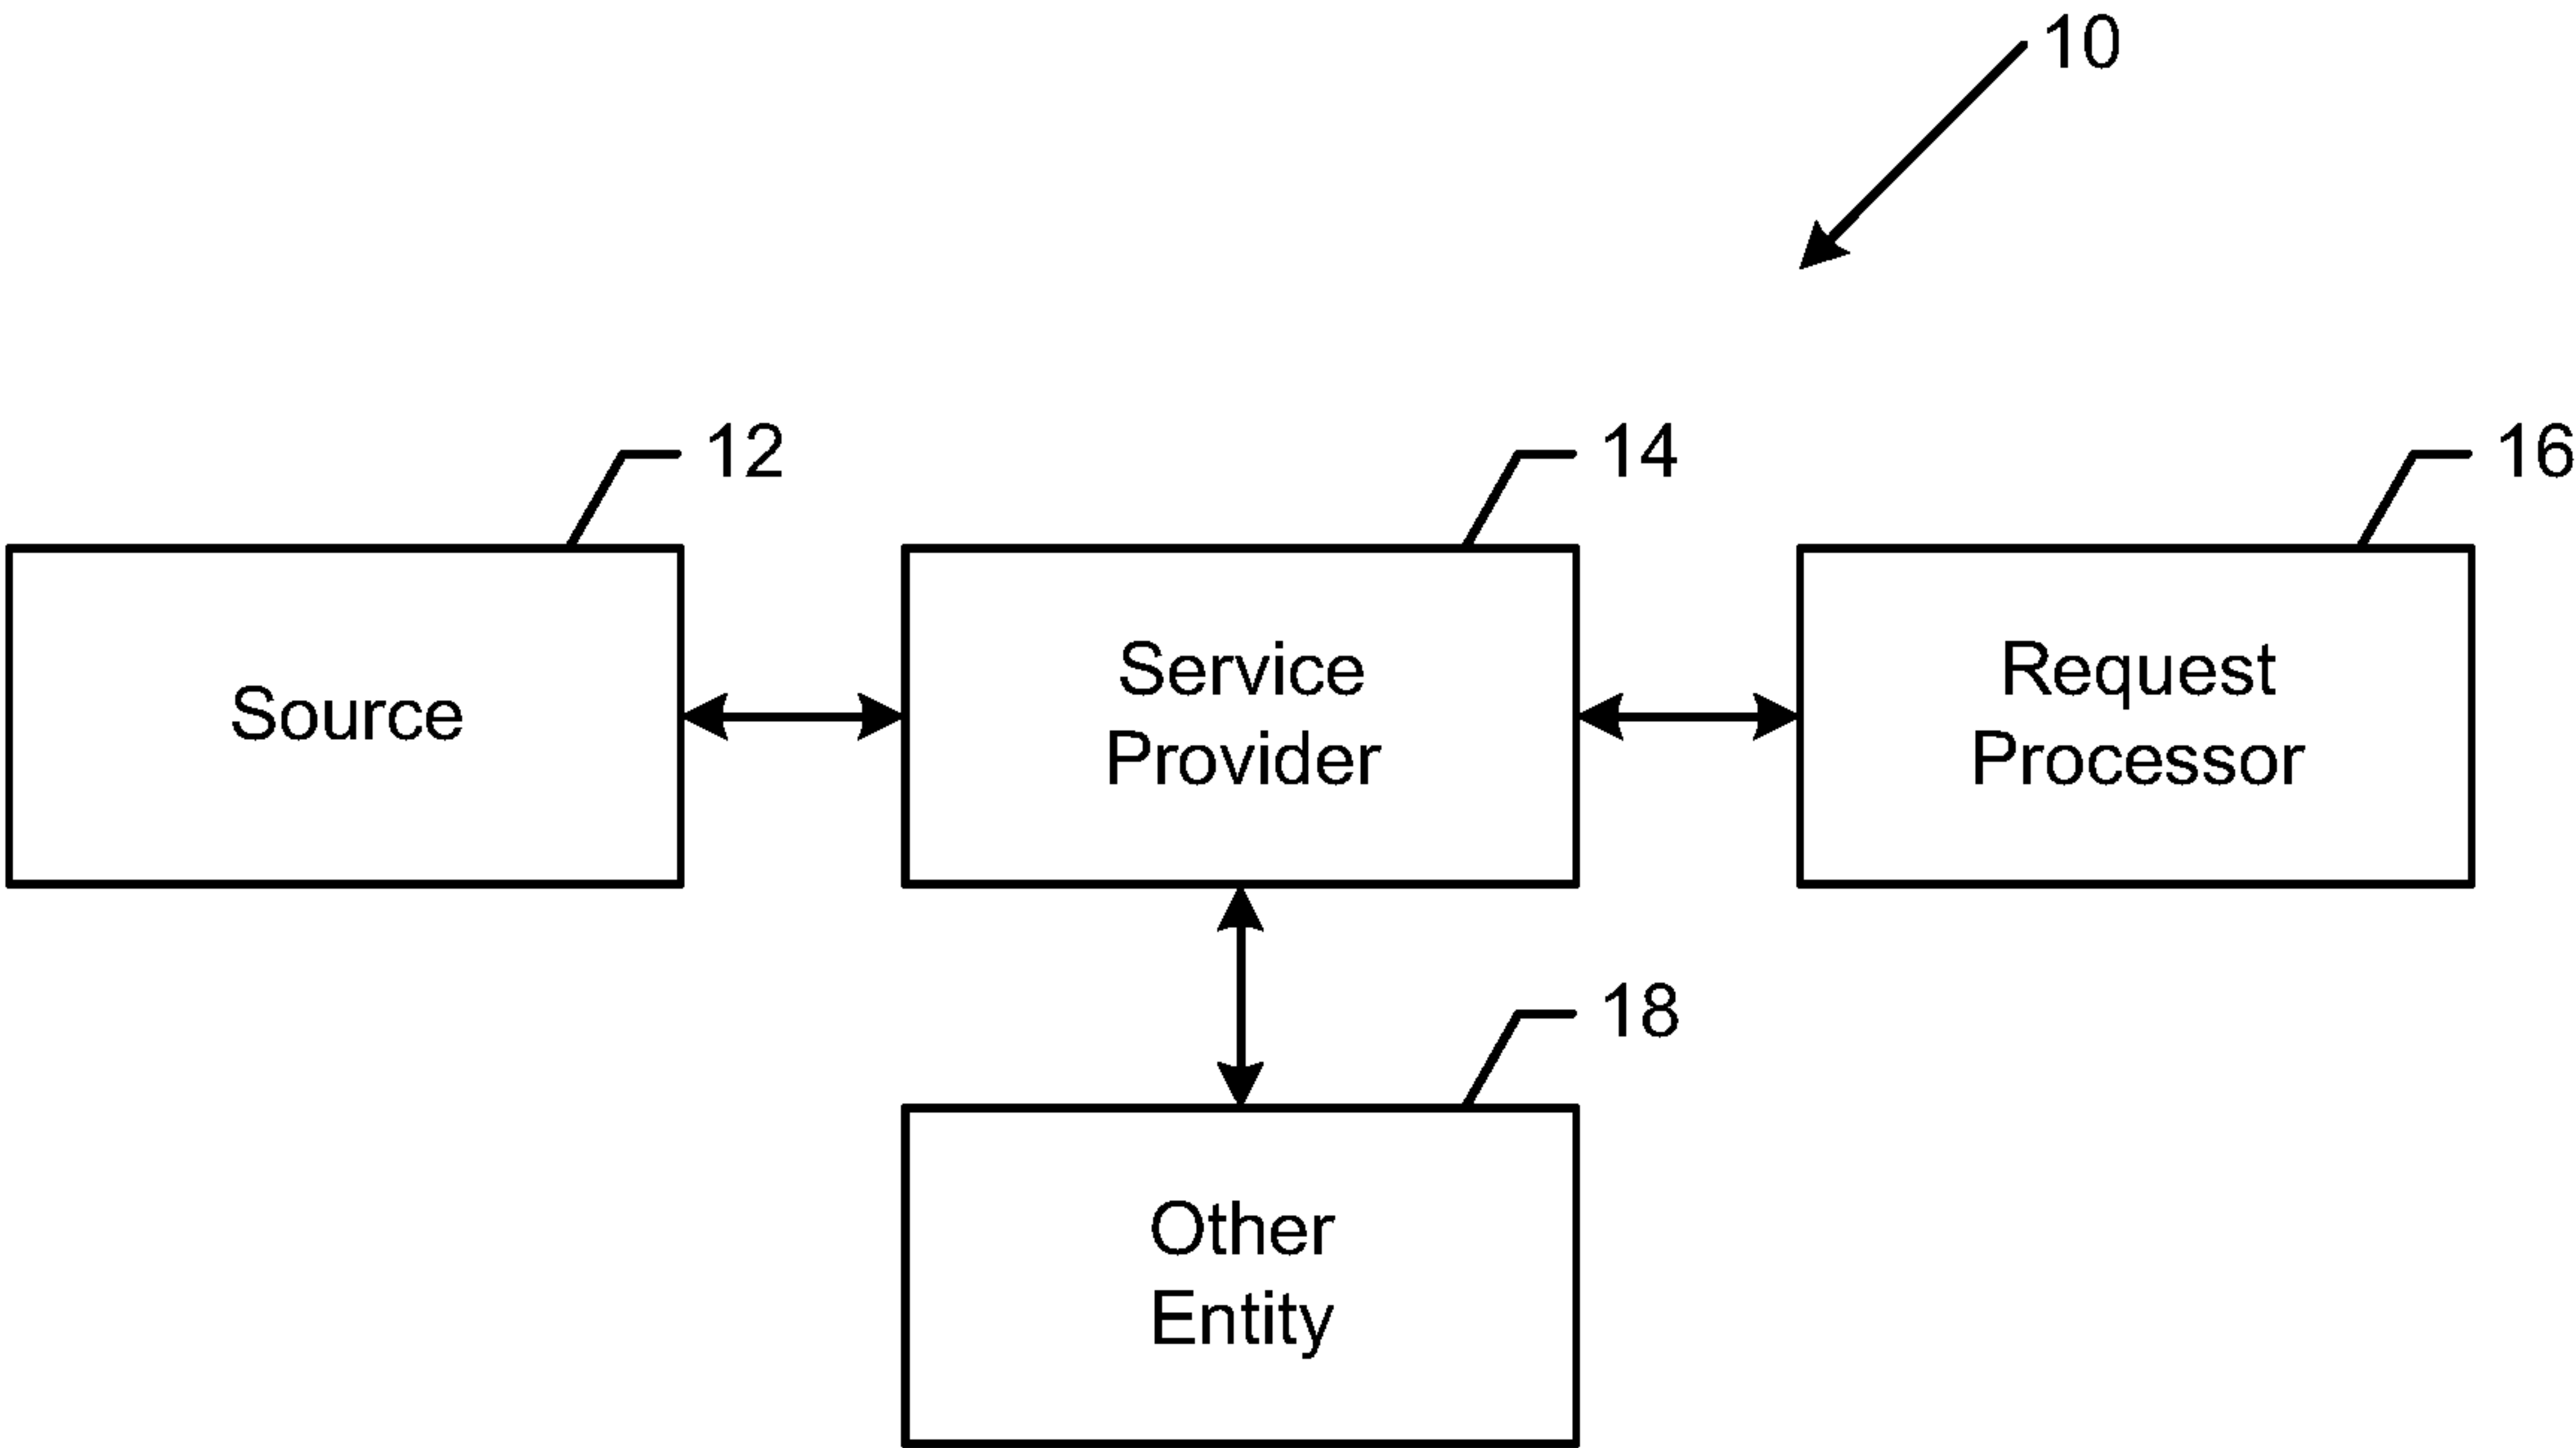 10
12
14
16
Source
Service
Provider
Request
Processor
18
Other
Entity